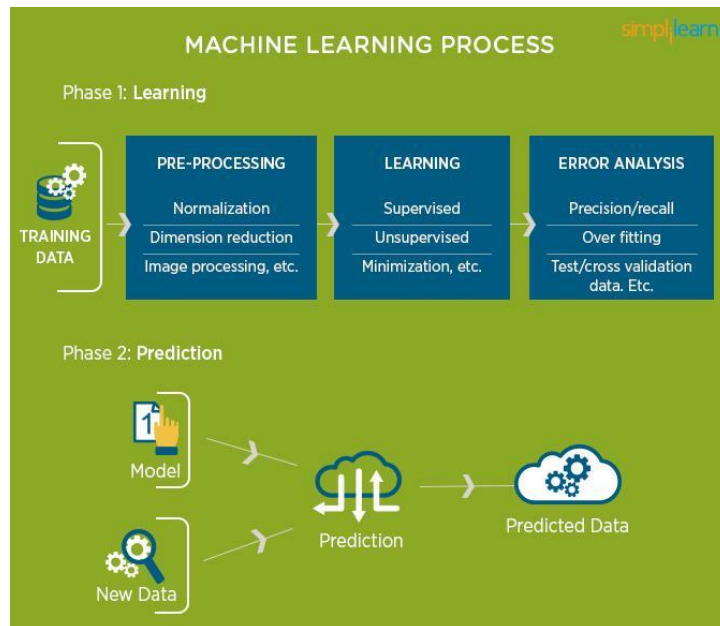 simplilearn
MACHINE LEARNING PROCESS
Phase 1: Learning
TRAINING
DATA
PRE-PROCESSING
Normalization
Dimension reduction
Image processing, etc.
LEARNING
Supervised
Unsupervised
Minimization, etc.
ERROR ANALYSIS
Precision/recall
Over fitting
Test/cross validation
data. Etc.
Phase 2: Prediction
1
Model
New Data
Prediction
Predicted Data